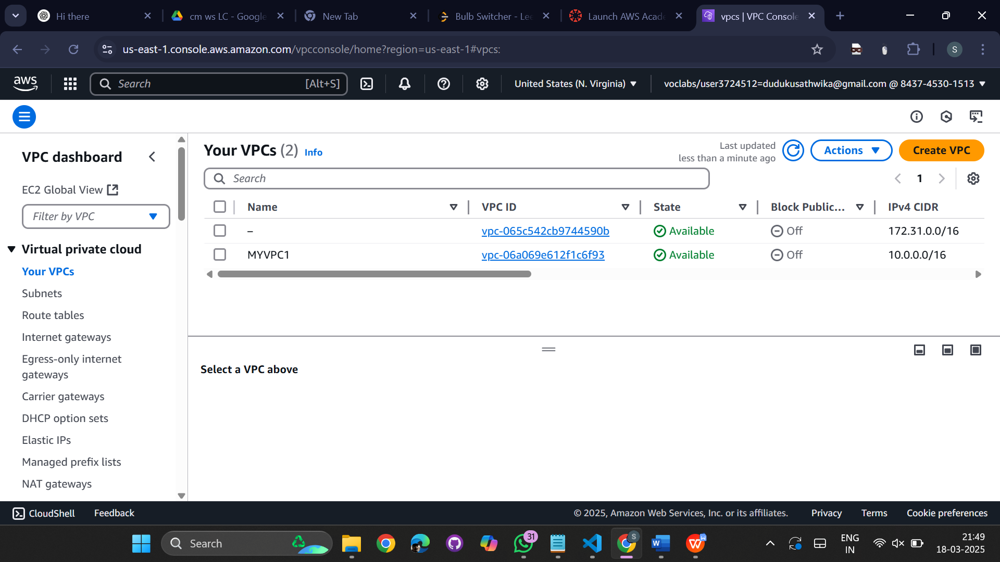 Hi there
cm ws LC - Google
New Tab
Bulb Switcher - Lee
Launch AWS Acade
vpcs | VPC Console
us-east-1.console.aws.amazon.com/vpcconsole/home?region=us-east-1#vpcs:
S
aws
Search
[Alt+S]
United States (N. Virginia)
voclabs/user3724512=dudukusathwika@gmail.com @ 8437-4530-1513
VPC dashboard
EC2 Global View
Filter by VPC
Virtual private cloud
Your VPCs
Subnets
Route tables
Internet gateways
Egress-only internet
gateways
Carrier gateways
DHCP option sets
Elastic IPs
Managed prefix lists
NAT gateways
Your VPCs (2) Info
Last updated
less than a minute ago
Actions
Create VPC
Search
1
Name VPC ID State Block Public... IPv4 CIDR
– vpc-065c542cb9744590b Available Off 172.31.0.0/16
MYVPC1 vpc-06a069e612f1c6f93 Available Off 10.0.0.0/16
Select a VPC above
CloudShell Feedback © 2025, Amazon Web Services, Inc. or its affiliates. Privacy Terms Cookie preferences
Search
31
S
ENG
IN
21:49
18-03-2025